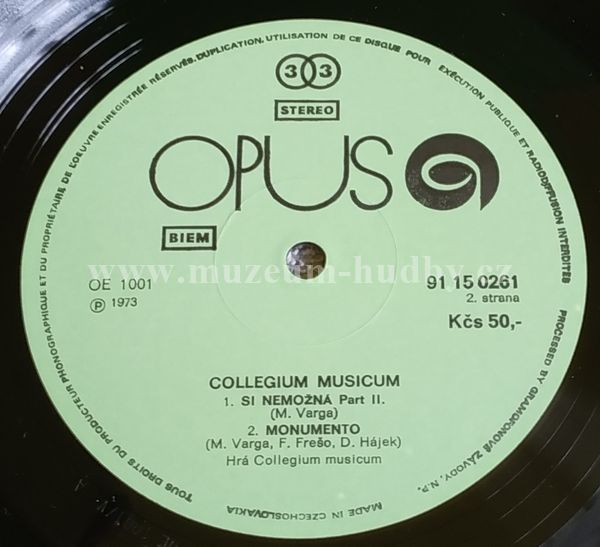 TOUS DROITS DU PRODUCTEUR PHONOGRAPHIQUE ET DU PROPRIÉTAIRE DE L'OEUVRE ENREGISTRÉE RÉSERVÉS. DUPLICATION, UTILISATION DE CE DISQUE POUR EXÉCUTION PUBLIQUE ET RADIODIFFUSION INTERDITES
PROCESSED BY GRAMOFONOVÉ ZÁVODY, N.P.
33
STEREO
OPUS
BIEM
www.muzeum-hudby.cz
OE 1001
91 15 0261
Ⓟ 1973
2. strana
Kčs 50,-
COLLEGIUM MUSICUM
1. SI NEMOŽNÁ Part II.
(M. Varga)
2. MONUMENTO
(M. Varga, F. Frešo, D. Hájek)
Hrá Collegium musicum
MADE IN CZECHOSLOVAKIA